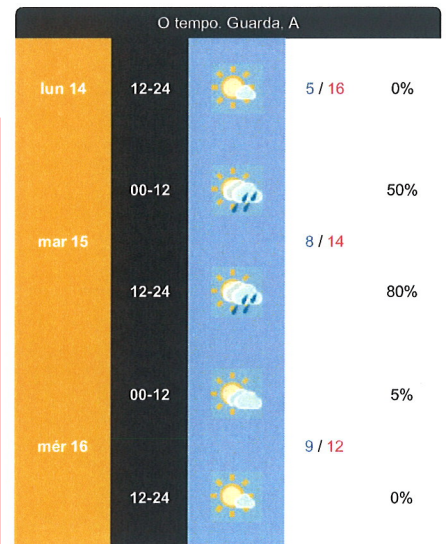 O tempo. Guarda, A
lun 14 12-24 5 / 16 0%
00-12 50%
mar 15 8 / 14
12-24 80%
00-12 5%
mér 16 9 / 12
12-24 0%